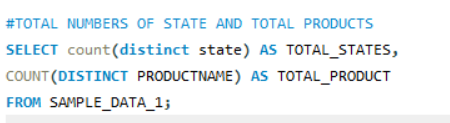 #TOTAL NUMBERS OF STATE AND TOTAL PRODUCTS
SELECT count(distinct state) AS TOTAL_STATES,
COUNT(DISTINCT PRODUCTNAME) AS TOTAL_PRODUCT
FROM SAMPLE_DATA_1;